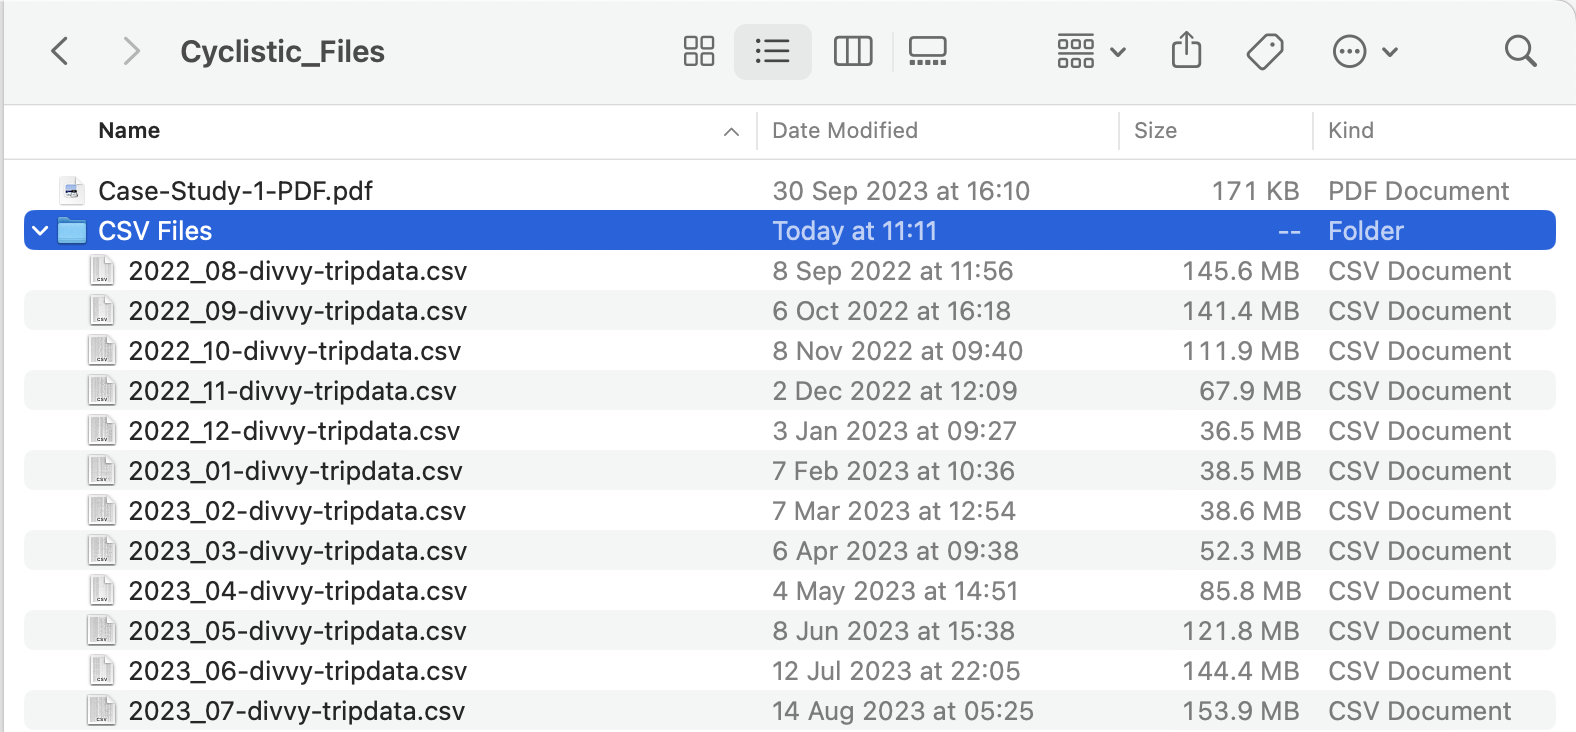 Cyclistic_Files
Name Date Modified Size Kind
Case-Study-1-PDF.pdf 30 Sep 2023 at 16:10 171 KB PDF Document
CSV Files Today at 11:11 -- Folder
2022_08-divvy-tripdata.csv 8 Sep 2022 at 11:56 145.6 MB CSV Document
2022_09-divvy-tripdata.csv 6 Oct 2022 at 16:18 141.4 MB CSV Document
2022_10-divvy-tripdata.csv 8 Nov 2022 at 09:40 111.9 MB CSV Document
2022_11-divvy-tripdata.csv 2 Dec 2022 at 12:09 67.9 MB CSV Document
2022_12-divvy-tripdata.csv 3 Jan 2023 at 09:27 36.5 MB CSV Document
2023_01-divvy-tripdata.csv 7 Feb 2023 at 10:36 38.5 MB CSV Document
2023_02-divvy-tripdata.csv 7 Mar 2023 at 12:54 38.6 MB CSV Document
2023_03-divvy-tripdata.csv 6 Apr 2023 at 09:38 52.3 MB CSV Document
2023_04-divvy-tripdata.csv 4 May 2023 at 14:51 85.8 MB CSV Document
2023_05-divvy-tripdata.csv 8 Jun 2023 at 15:38 121.8 MB CSV Document
2023_06-divvy-tripdata.csv 12 Jul 2023 at 22:05 144.4 MB CSV Document
2023_07-divvy-tripdata.csv 14 Aug 2023 at 05:25 153.9 MB CSV Document